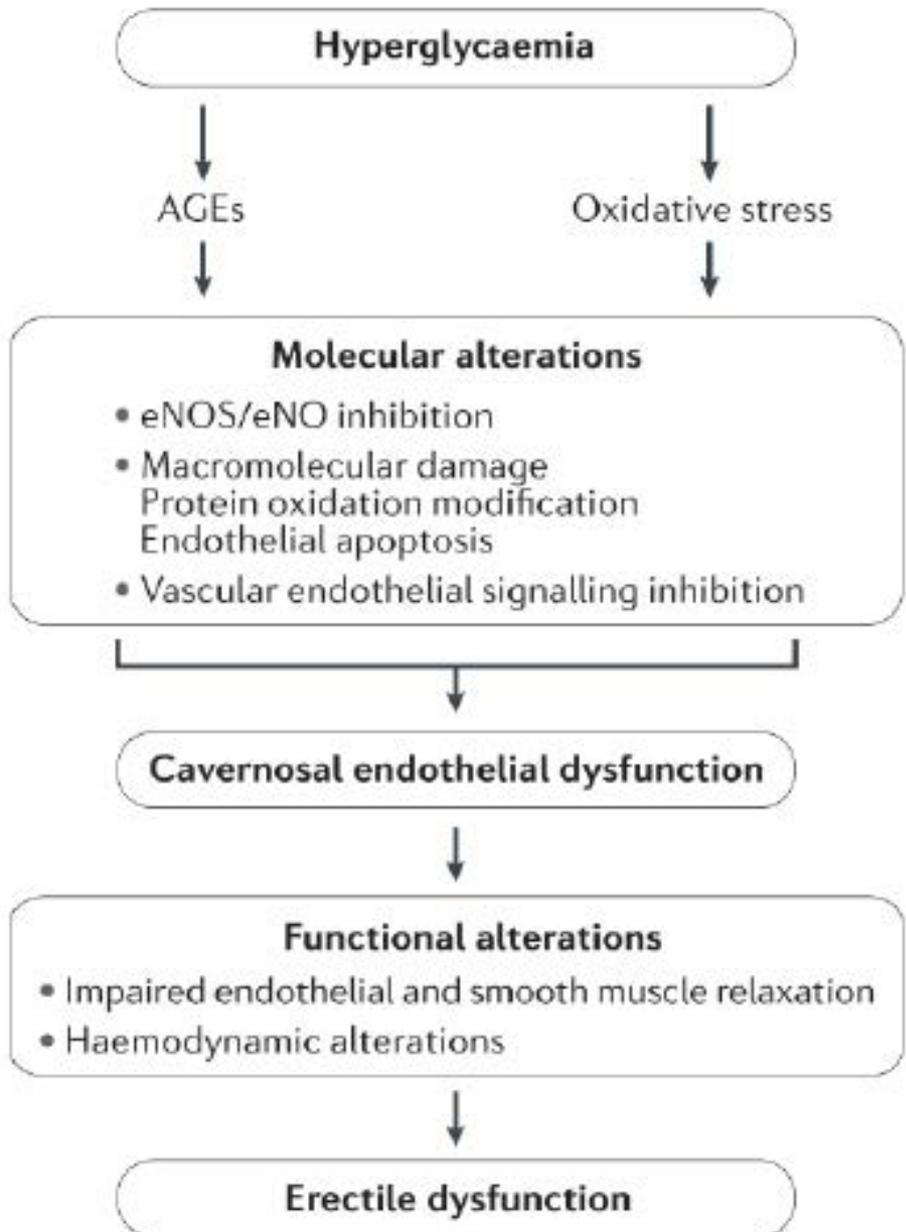 Hyperglycaemia
AGEs
Oxidative stress
Molecular alterations
• eNOS/eNO inhibition
• Macromolecular damage
Protein oxidation modification
Endothelial apoptosis
• Vascular endothelial signalling inhibition
Cavernosal endothelial dysfunction
Functional alterations
• Impaired endothelial and smooth muscle relaxation
• Haemodynamic alterations
Erectile dysfunction